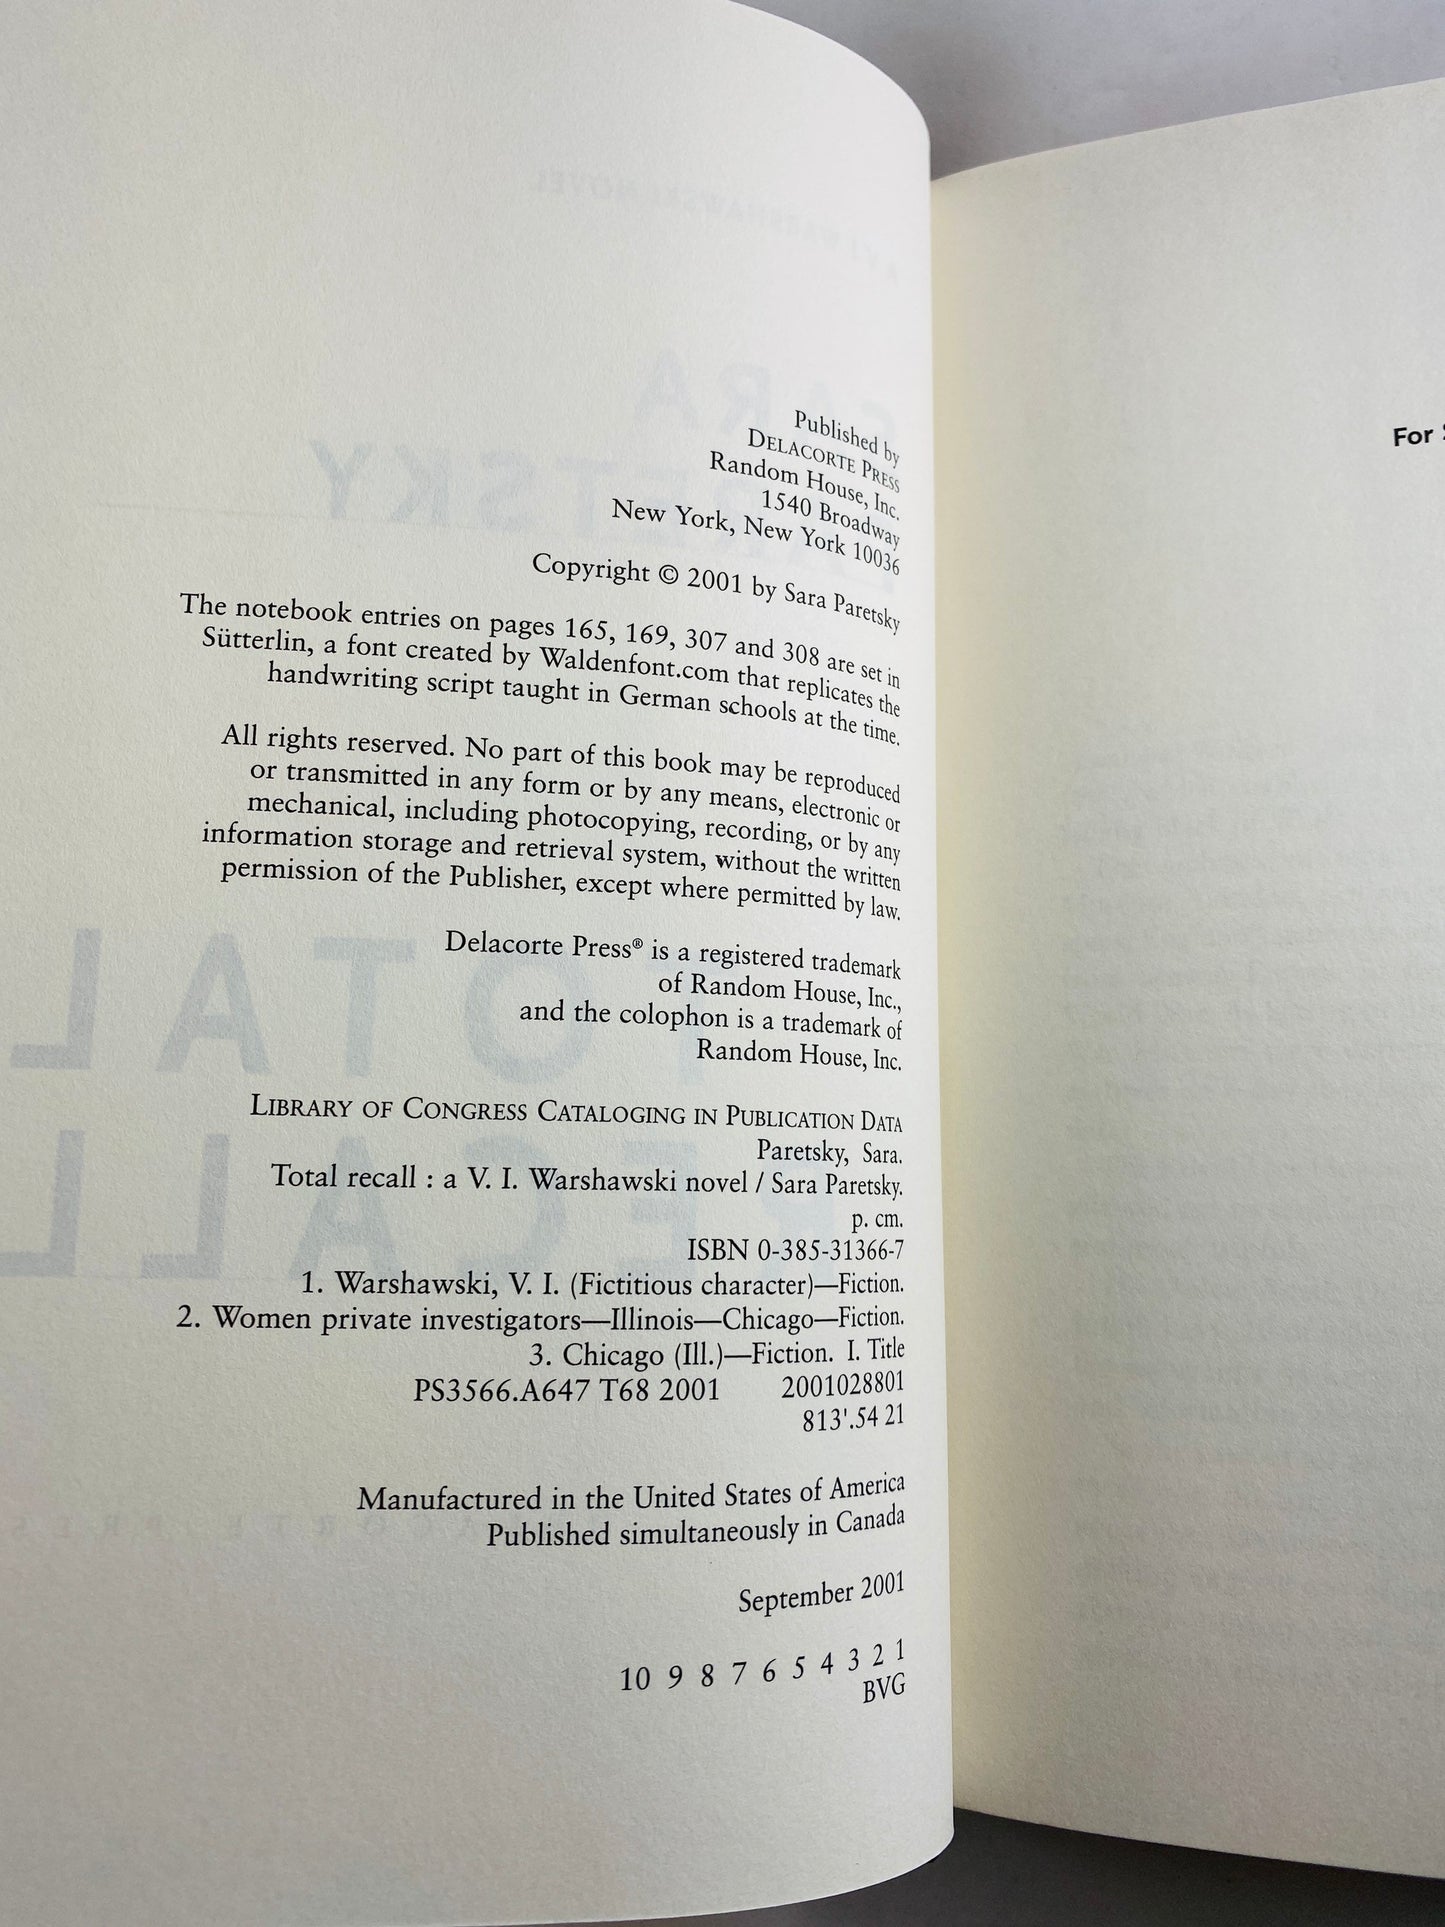 Published by
DELACORTE PRESS
Random House, Inc.
1540 Broadway
New York, New York 10036
Copyright © 2001 by Sara Paretsky
The notebook entries on pages 165, 169, 307 and 308 are set in
Sütterlin, a font created by Waldenfont.com that replicates the
handwriting script taught in German schools at the time.
All rights reserved. No part of this book may be reproduced
or transmitted in any form or by any means, electronic or
mechanical, including photocopying, recording, or by any
information storage and retrieval system, without the written
permission of the Publisher, except where permitted by law.
Delacorte Press® is a registered trademark
of Random House, Inc.,
and the colophon is a trademark of
Random House, Inc.
LIBRARY OF CONGRESS CATALOGING IN PUBLICATION DATA
Paretsky, Sara.
Total recall : a V. I. Warshawski novel / Sara Paretsky.
p. cm.
ISBN 0-385-31366-7
1. Warshawski, V. I. (Fictitious character)—Fiction.
2. Women private investigators—Illinois—Chicago—Fiction.
3. Chicago (Ill.)—Fiction. I. Title
PS3566.A647 T68 2001 2001028801
813'.54 21
Manufactured in the United States of America
Published simultaneously in Canada
September 2001
10 9 8 7 6 5 4 3 2 1
BVG
For